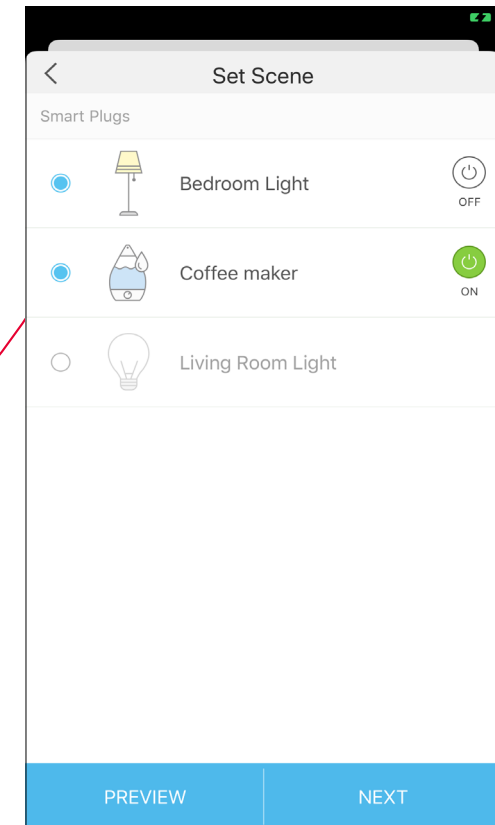 Set Scene
Smart Plugs
Bedroom Light
OFF
Coffee maker
ON
Living Room Light
PREVIEW NEXT